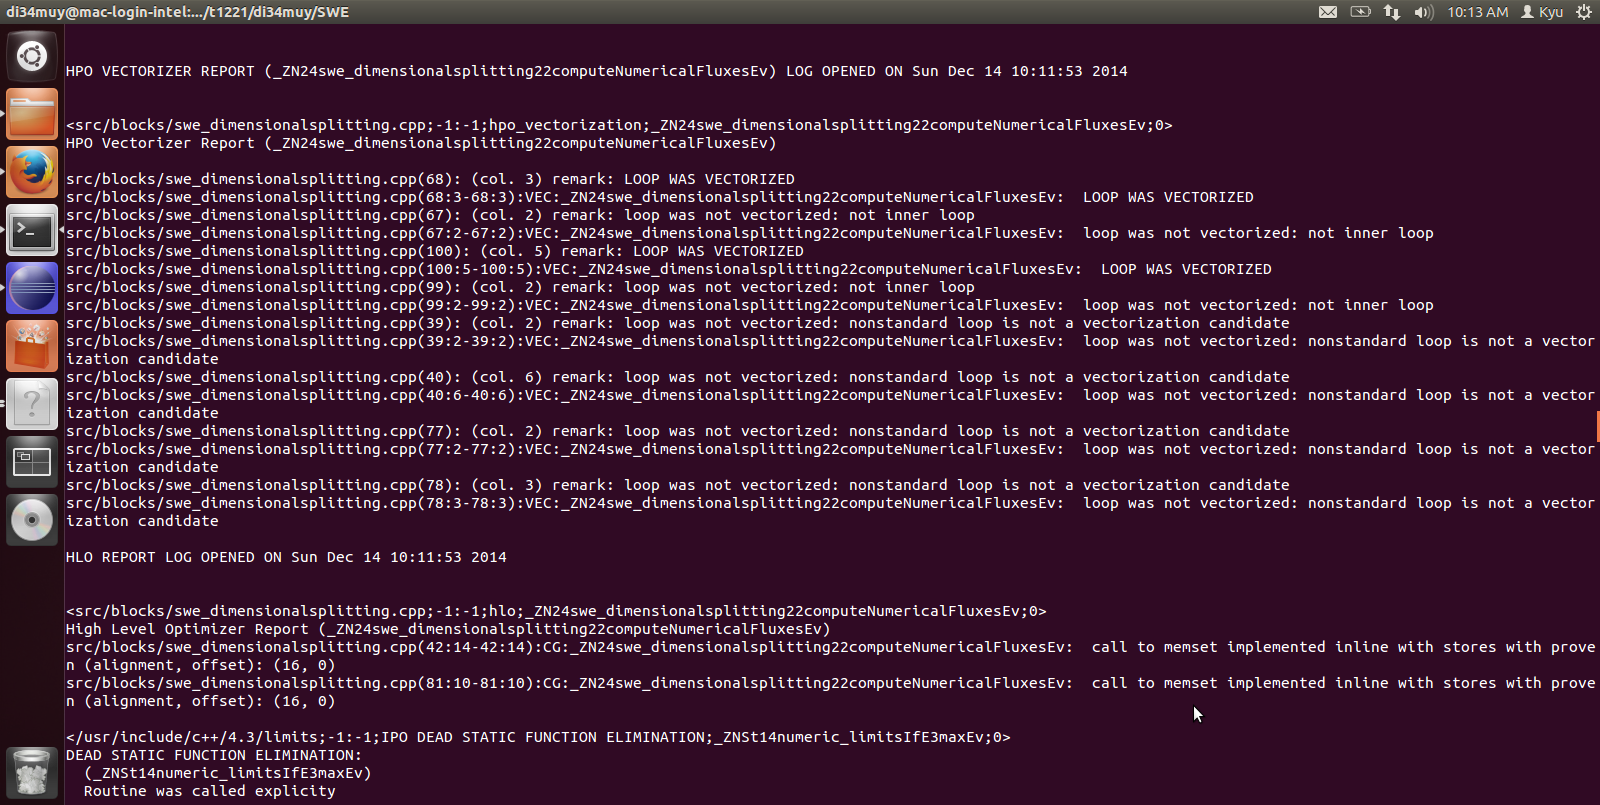 di34muy@mac-login-intel:.../t1221/di34muy/SWE
10:13 AM
Kyu
HPO VECTORIZER REPORT (_ZN24swe_dimensionalsplitting22computeNumericalFluxesEv) LOG OPENED ON Sun Dec 14 10:11:53 2014
<src/blocks/swe_dimensionalsplitting.cpp;-1:-1;hpo_vectorization;_ZN24swe_dimensionalsplitting22computeNumericalFluxesEv;0>
HPO Vectorizer Report (_ZN24swe_dimensionalsplitting22computeNumericalFluxesEv)
src/blocks/swe_dimensionalsplitting.cpp(68): (col. 3) remark: LOOP WAS VECTORIZED
src/blocks/swe_dimensionalsplitting.cpp(68:3-68:3):VEC:_ZN24swe_dimensionalsplitting22computeNumericalFluxesEv:  LOOP WAS VECTORIZED
src/blocks/swe_dimensionalsplitting.cpp(67): (col. 2) remark: loop was not vectorized: not inner loop
src/blocks/swe_dimensionalsplitting.cpp(67:2-67:2):VEC:_ZN24swe_dimensionalsplitting22computeNumericalFluxesEv:  loop was not vectorized: not inner loop
src/blocks/swe_dimensionalsplitting.cpp(100): (col. 5) remark: LOOP WAS VECTORIZED
src/blocks/swe_dimensionalsplitting.cpp(100:5-100:5):VEC:_ZN24swe_dimensionalsplitting22computeNumericalFluxesEv:  LOOP WAS VECTORIZED
src/blocks/swe_dimensionalsplitting.cpp(99): (col. 2) remark: loop was not vectorized: not inner loop
src/blocks/swe_dimensionalsplitting.cpp(99:2-99:2):VEC:_ZN24swe_dimensionalsplitting22computeNumericalFluxesEv:  loop was not vectorized: not inner loop
src/blocks/swe_dimensionalsplitting.cpp(39): (col. 2) remark: loop was not vectorized: nonstandard loop is not a vectorization candidate
src/blocks/swe_dimensionalsplitting.cpp(39:2-39:2):VEC:_ZN24swe_dimensionalsplitting22computeNumericalFluxesEv:  loop was not vectorized: nonstandard loop is not a vector
ization candidate
src/blocks/swe_dimensionalsplitting.cpp(40): (col. 6) remark: loop was not vectorized: nonstandard loop is not a vectorization candidate
src/blocks/swe_dimensionalsplitting.cpp(40:6-40:6):VEC:_ZN24swe_dimensionalsplitting22computeNumericalFluxesEv:  loop was not vectorized: nonstandard loop is not a vector
ization candidate
src/blocks/swe_dimensionalsplitting.cpp(77): (col. 2) remark: loop was not vectorized: nonstandard loop is not a vectorization candidate
src/blocks/swe_dimensionalsplitting.cpp(77:2-77:2):VEC:_ZN24swe_dimensionalsplitting22computeNumericalFluxesEv:  loop was not vectorized: nonstandard loop is not a vector
ization candidate
src/blocks/swe_dimensionalsplitting.cpp(78): (col. 3) remark: loop was not vectorized: nonstandard loop is not a vectorization candidate
src/blocks/swe_dimensionalsplitting.cpp(78:3-78:3):VEC:_ZN24swe_dimensionalsplitting22computeNumericalFluxesEv:  loop was not vectorized: nonstandard loop is not a vector
ization candidate
HLO REPORT LOG OPENED ON Sun Dec 14 10:11:53 2014
<src/blocks/swe_dimensionalsplitting.cpp;-1:-1;hlo;_ZN24swe_dimensionalsplitting22computeNumericalFluxesEv;0>
High Level Optimizer Report (_ZN24swe_dimensionalsplitting22computeNumericalFluxesEv)
src/blocks/swe_dimensionalsplitting.cpp(42:14-42:14):CG:_ZN24swe_dimensionalsplitting22computeNumericalFluxesEv:  call to memset implemented inline with stores with prove
n (alignment, offset): (16, 0)
src/blocks/swe_dimensionalsplitting.cpp(81:10-81:10):CG:_ZN24swe_dimensionalsplitting22computeNumericalFluxesEv:  call to memset implemented inline with stores with prove
n (alignment, offset): (16, 0)
</usr/include/c++/4.3/limits;-1:-1;IPO DEAD STATIC FUNCTION ELIMINATION;_ZNSt14numeric_limitsIfE3maxEv;0>
DEAD STATIC FUNCTION ELIMINATION:
(_ZNSt14numeric_limitsIfE3maxEv)
Routine was called explicity